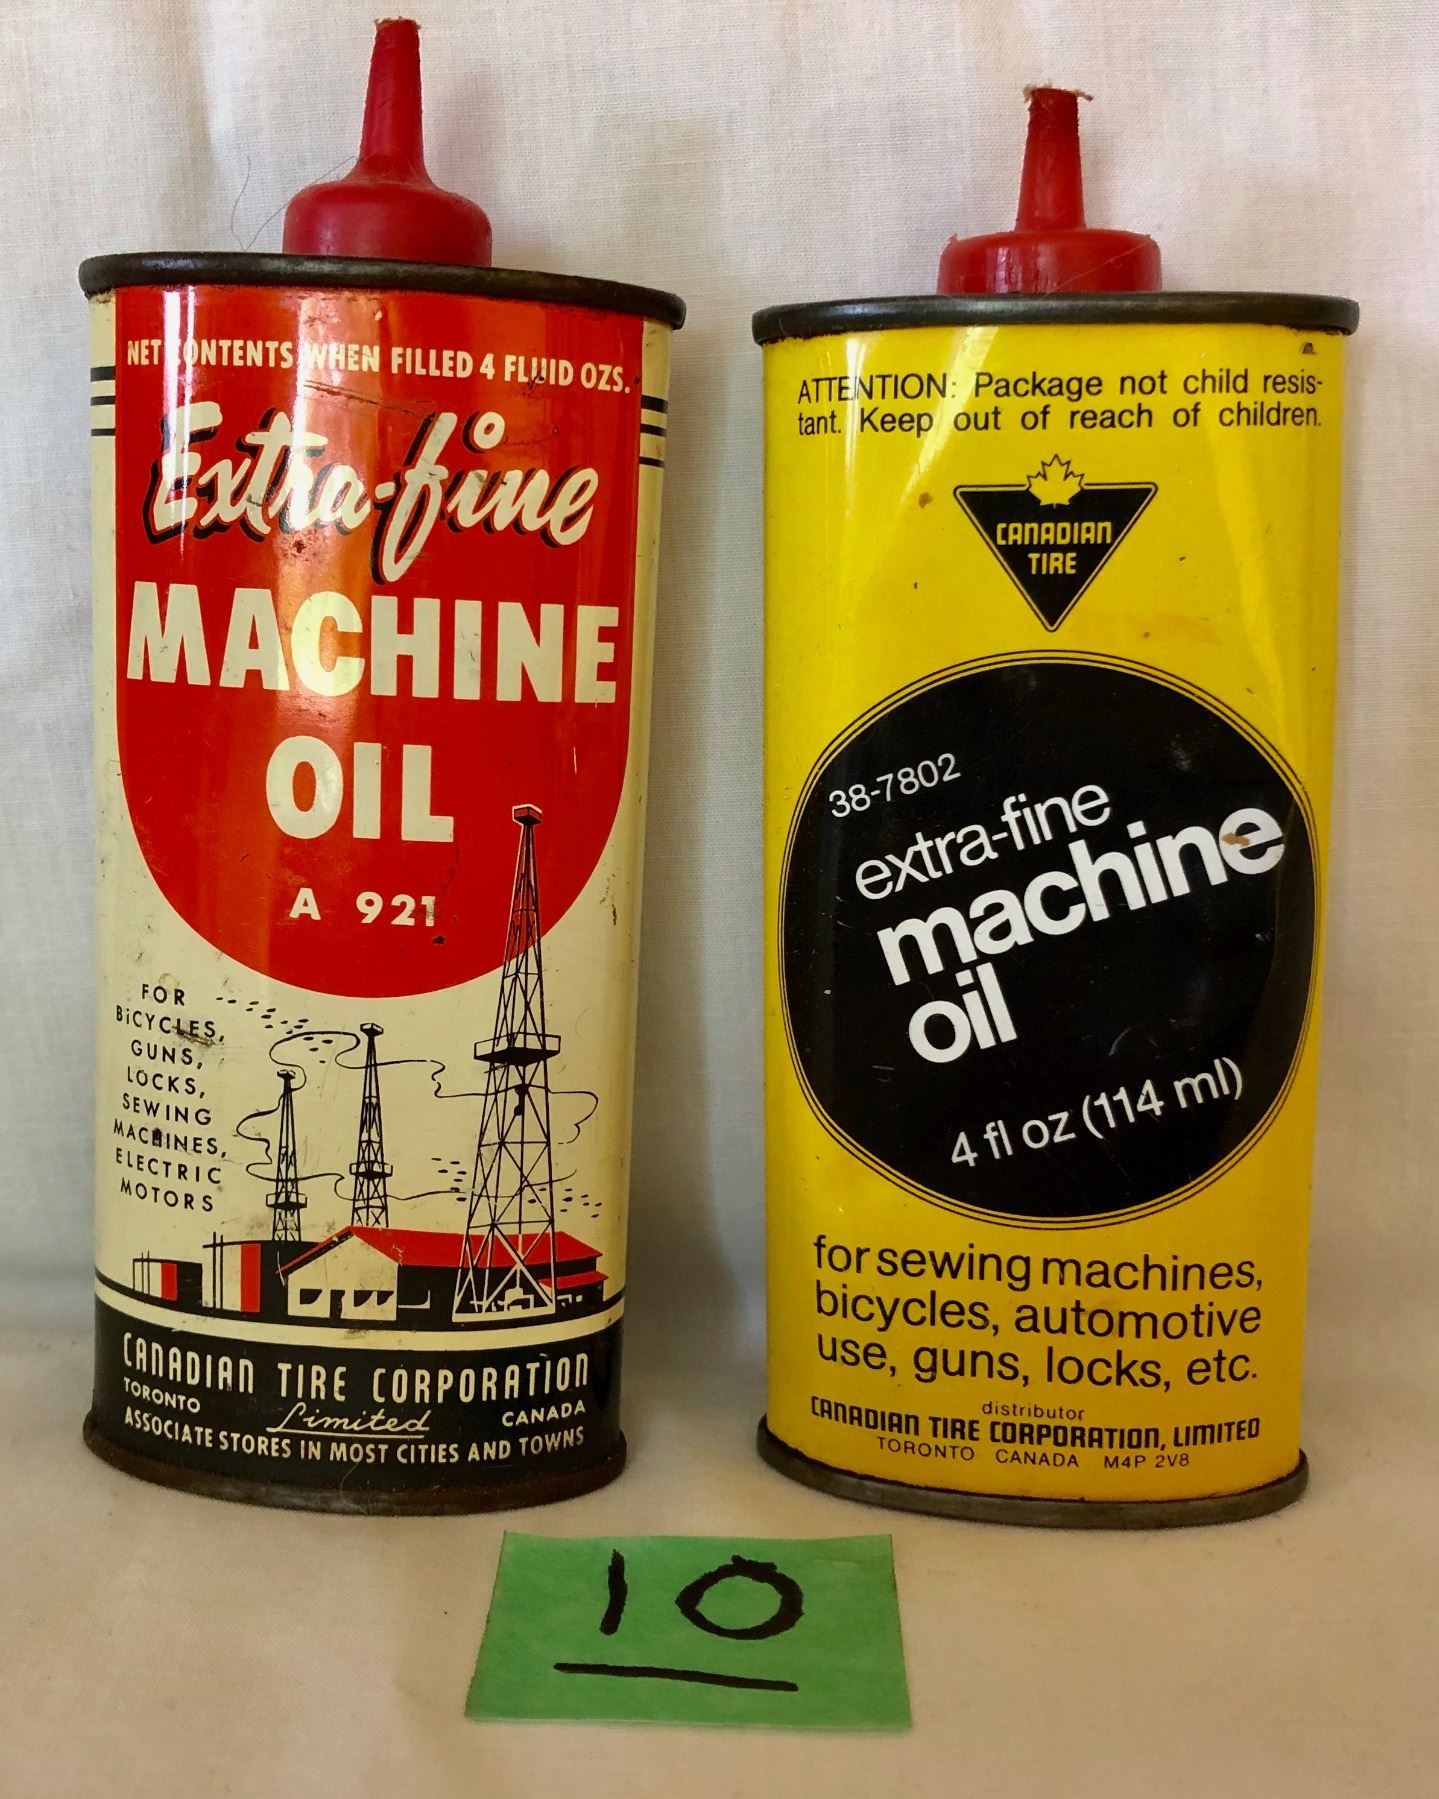 NET CONTENTS WHEN FILLED 4 FLUID OZS.
Extra-fine
MACHINE
OIL
A 921
FOR
BiCYCLES,
GUNS,
LOCKS,
SEWING
MACHINES,
ELECTRIC
MOTORS
CANADIAN TIRE CORPORATION
TORONTO Limited CANADA
ASSOCIATE STORES IN MOST CITIES AND TOWNS
ATTENTION: Package not child resis-
tant. Keep out of reach of children.
CANADIAN
TIRE
38-7802
extra-fine
machine
oil
4 fl oz (114 ml)
for sewing machines,
bicycles, automotive
use, guns, locks, etc.
distributor
CANADIAN TIRE CORPORATION, LIMITED
TORONTO CANADA M4P 2V8
10